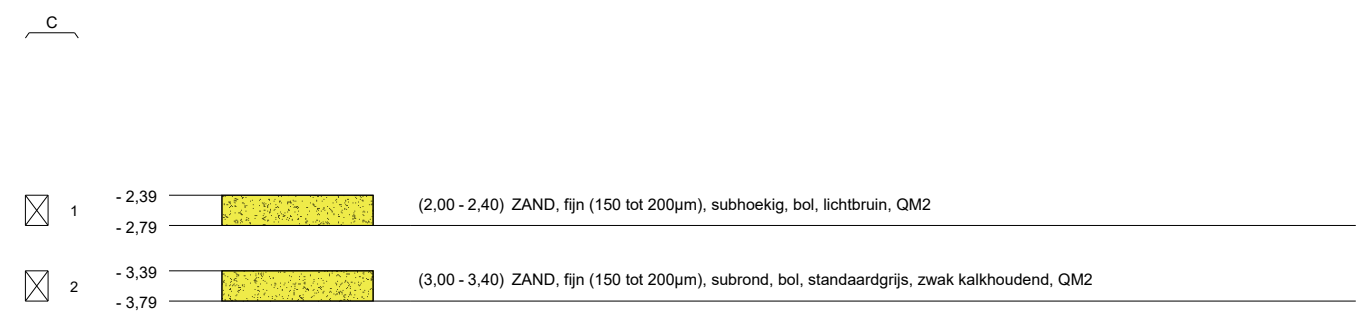 C
- 2,39
(2,00 - 2,40) ZAND, fijn (150 tot 200µm), subhoekig, bol, lichtbruin, QM2
1
- 2,79
- 3,39
(3,00 - 3,40) ZAND, fijn (150 tot 200µm), subrond, bol, standaardgrijs, zwak kalkhoudend, QM2
2
- 3,79